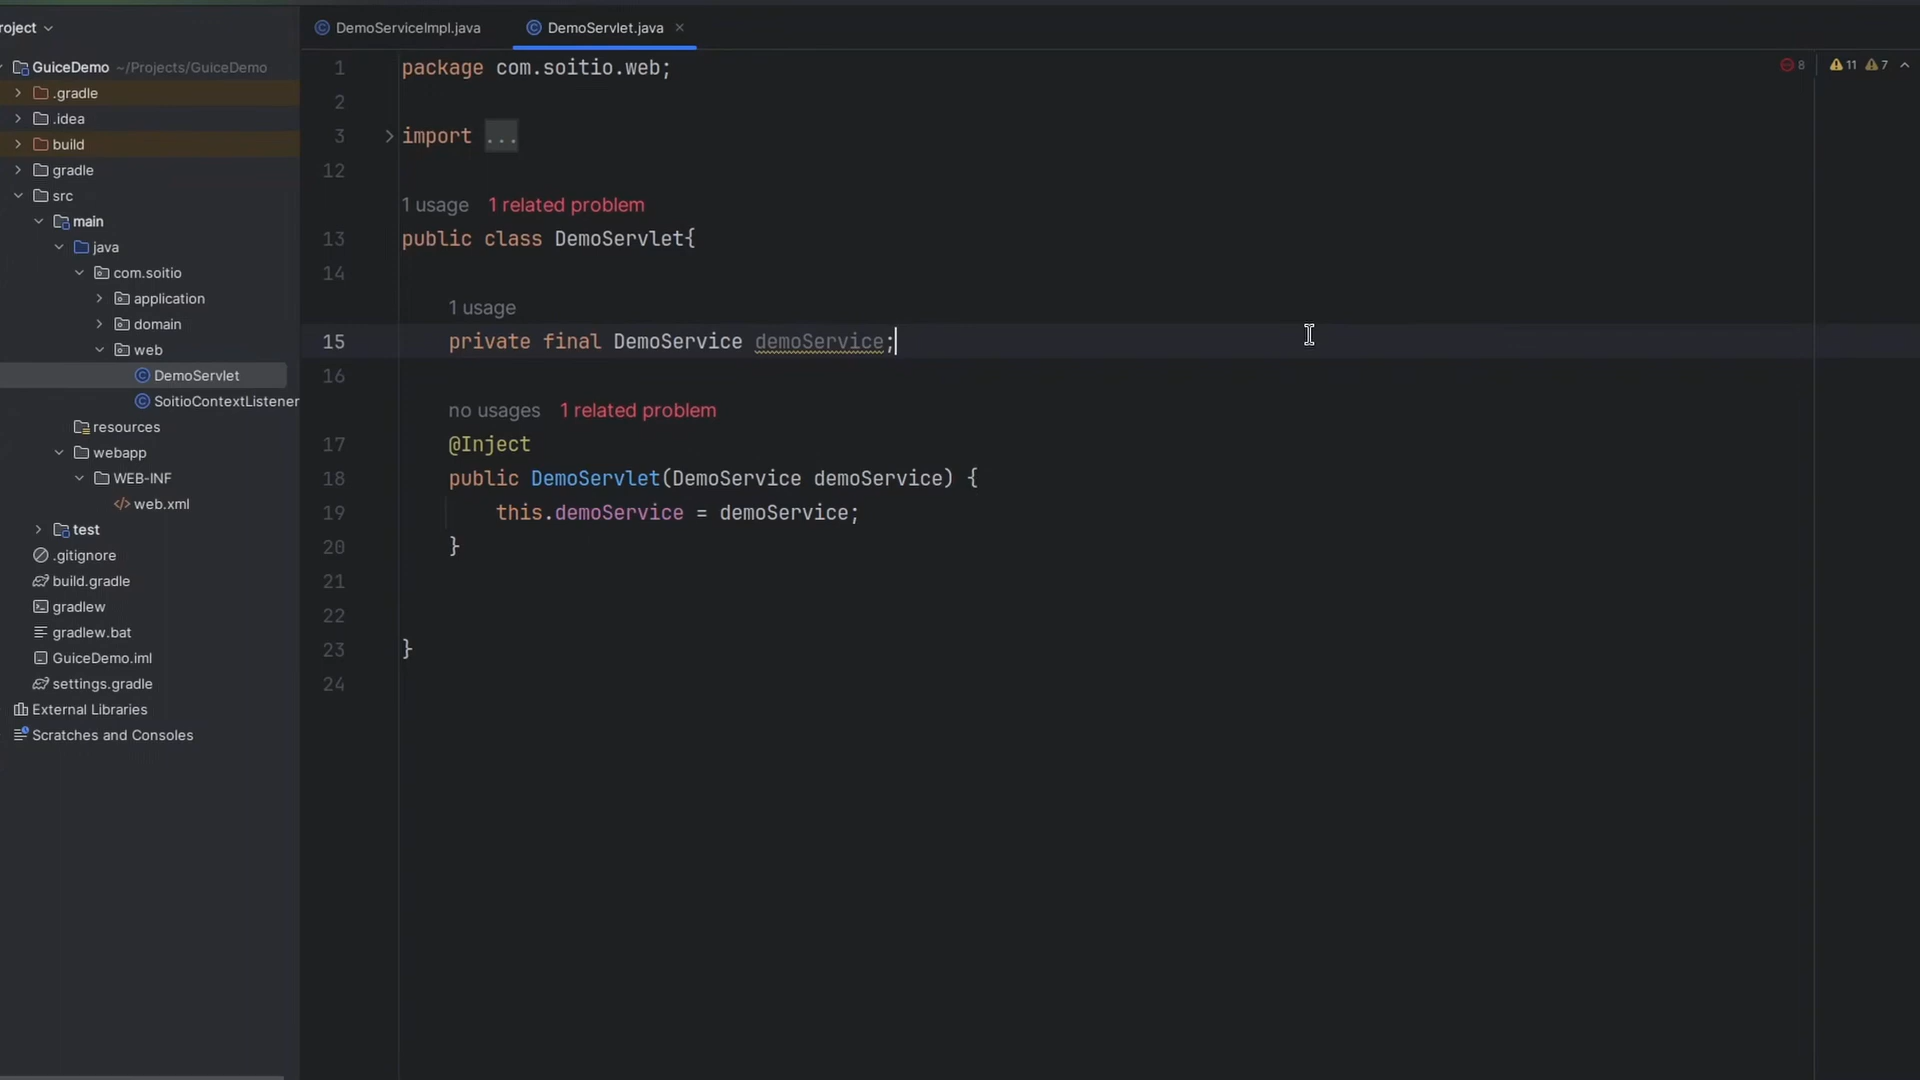 roject
GuiceDemo ~/Projects/GuiceDemo
.gradle
.idea
build
gradle
src
main
java
com.soitio
application
domain
web
DemoServlet
SoitioContextListener
resources
webapp
WEB-INF
web.xml
test
.gitignore
build.gradle
gradlew
gradlew.bat
GuiceDemo.iml
settings.gradle
External Libraries
Scratches and Consoles
DemoServiceImpl.java
DemoServlet.java
8 11 7
1 package com.soitio.web;
2
3 import ...
12
1 usage 1 related problem
13 public class DemoServlet{
14
1 usage
15 private final DemoService demoService;
16
no usages 1 related problem
17 @Inject
18 public DemoServlet(DemoService demoService) {
19 this.demoService = demoService;
20 }
21
22
23 }
24